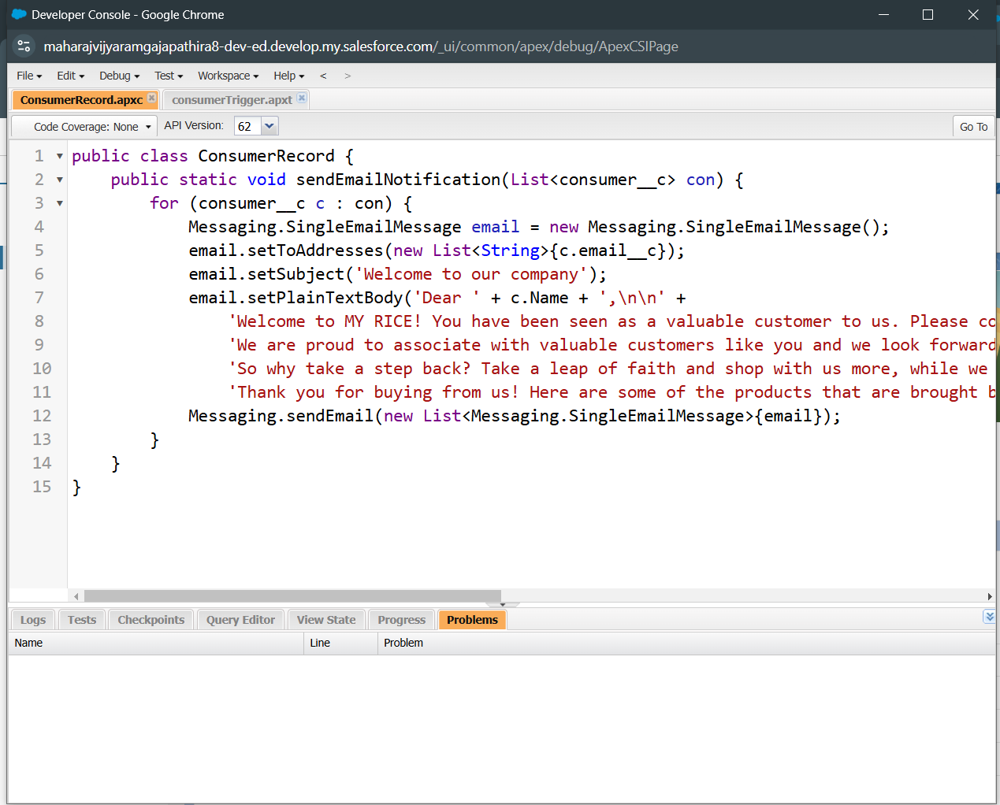 Developer Console - Google Chrome
maharajvijyaramgajapathira8-dev-ed.develop.my.salesforce.com/_ui/common/apex/debug/ApexCSIPage
File Edit Debug Test Workspace Help < >
ConsumerRecord.apxc consumerTrigger.apxt
Code Coverage: None API Version: 62 Go To
1 public class ConsumerRecord {
2 public static void sendEmailNotification(List<consumer__c> con) {
3 for (consumer__c c : con) {
4 Messaging.SingleEmailMessage email = new Messaging.SingleEmailMessage();
5 email.setToAddresses(new List<String>{c.email__c});
6 email.setSubject('Welcome to our company');
7 email.setPlainTextBody('Dear ' + c.Name + ',\n\n' +
8 'Welcome to MY RICE! You have been seen as a valuable customer to us. Please co
9 'We are proud to associate with valuable customers like you and we look forward
10 'So why take a step back? Take a leap of faith and shop with us more, while we
11 'Thank you for buying from us! Here are some of the products that are brought b
12 Messaging.sendEmail(new List<Messaging.SingleEmailMessage>{email});
13 }
14 }
15 }
Logs Tests Checkpoints Query Editor View State Progress Problems
Name Line Problem